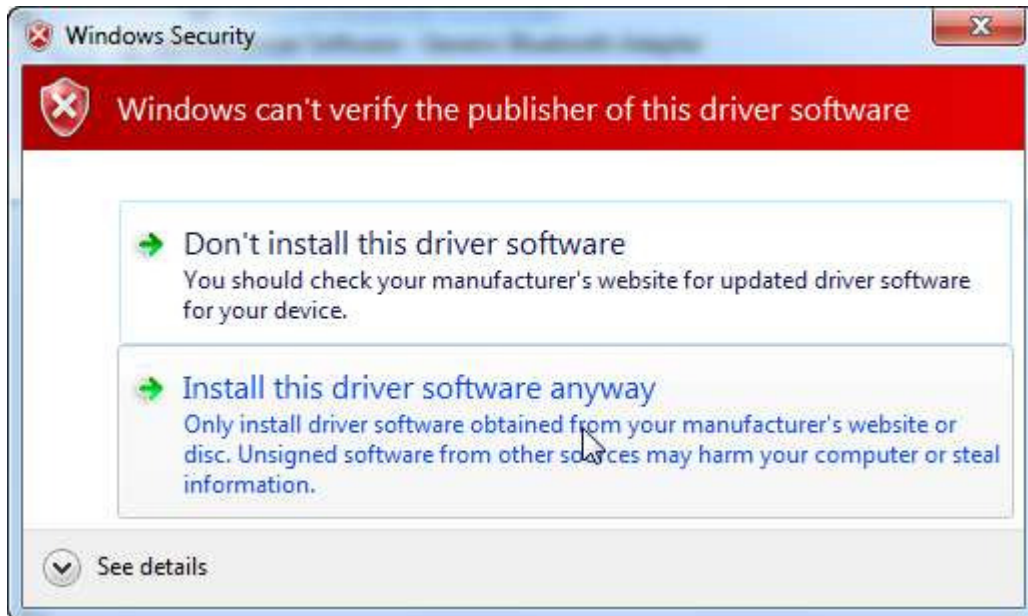 Windows Security
Windows can't verify the publisher of this driver software
Don't install this driver software
You should check your manufacturer's website for updated driver software
for your device.
Install this driver software anyway
Only install driver software obtained from your manufacturer's website or
disc. Unsigned software from other sources may harm your computer or steal
information.
See details